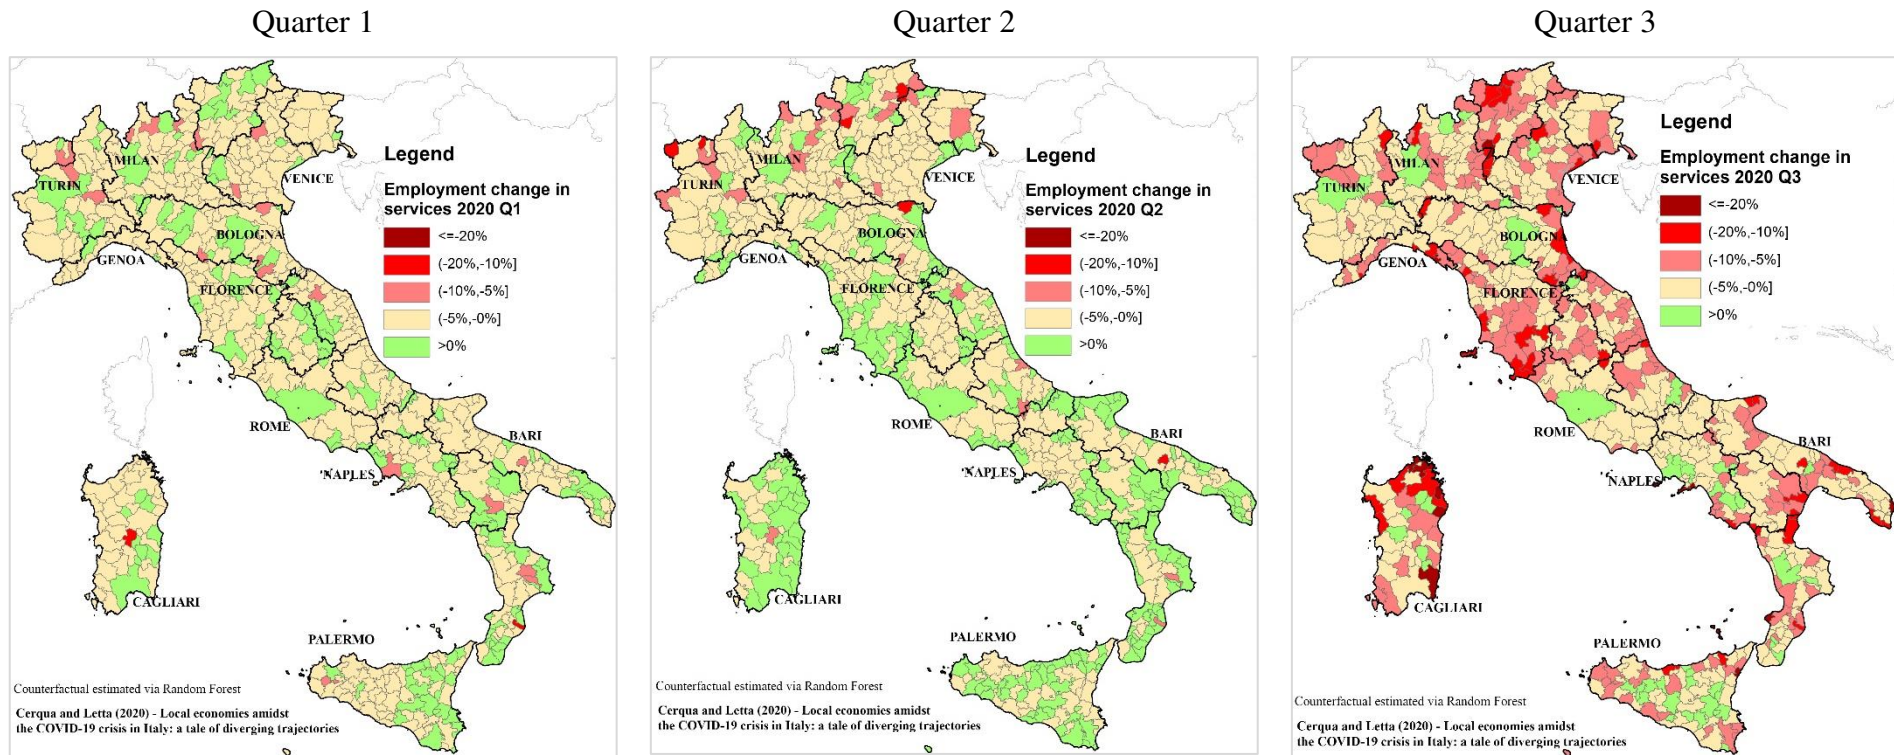 Quarter 1
Quarter 2
Quarter 3
MILAN
TURIN
VENICE
BOLOGNA
GENOA
FLORENCE
ROME
BARI
'NAPLES
CAGLIARI
PALERMO
Legend
Employment change in
services 2020 Q1
<=-20%
(-20%,-10%]
(-10%,-5%]
(-5%,-0%]
>0%
Counterfactual estimated via Random Forest
Cerqua and Letta (2020) - Local economies amidst
the COVID-19 crisis in Italy: a tale of diverging trajectories
MILAN
TURIN
VENICE
BOLOGNA
GENOA
FLORENCE
ROME
BARI
'NAPLES
CAGLIARI
PALERMO
Legend
Employment change in
services 2020 Q2
<=-20%
(-20%,-10%]
(-10%,-5%]
(-5%,-0%]
>0%
Counterfactual estimated via Random Forest
Cerqua and Letta (2020) - Local economies amidst
the COVID-19 crisis in Italy: a tale of diverging trajectories
MILAN
TURIN
VENICE
BOLOGNA
GENOA
FLORENCE
ROME
BARI
NAPLES
CAGLIARI
PALERMO
Legend
Employment change in
services 2020 Q3
<=-20%
(-20%,-10%]
(-10%,-5%]
(-5%,-0%]
>0%
Counterfactual estimated via Random Forest
Cerqua and Letta (2020) - Local economies amidst
the COVID-19 crisis in Italy: a tale of diverging trajectories